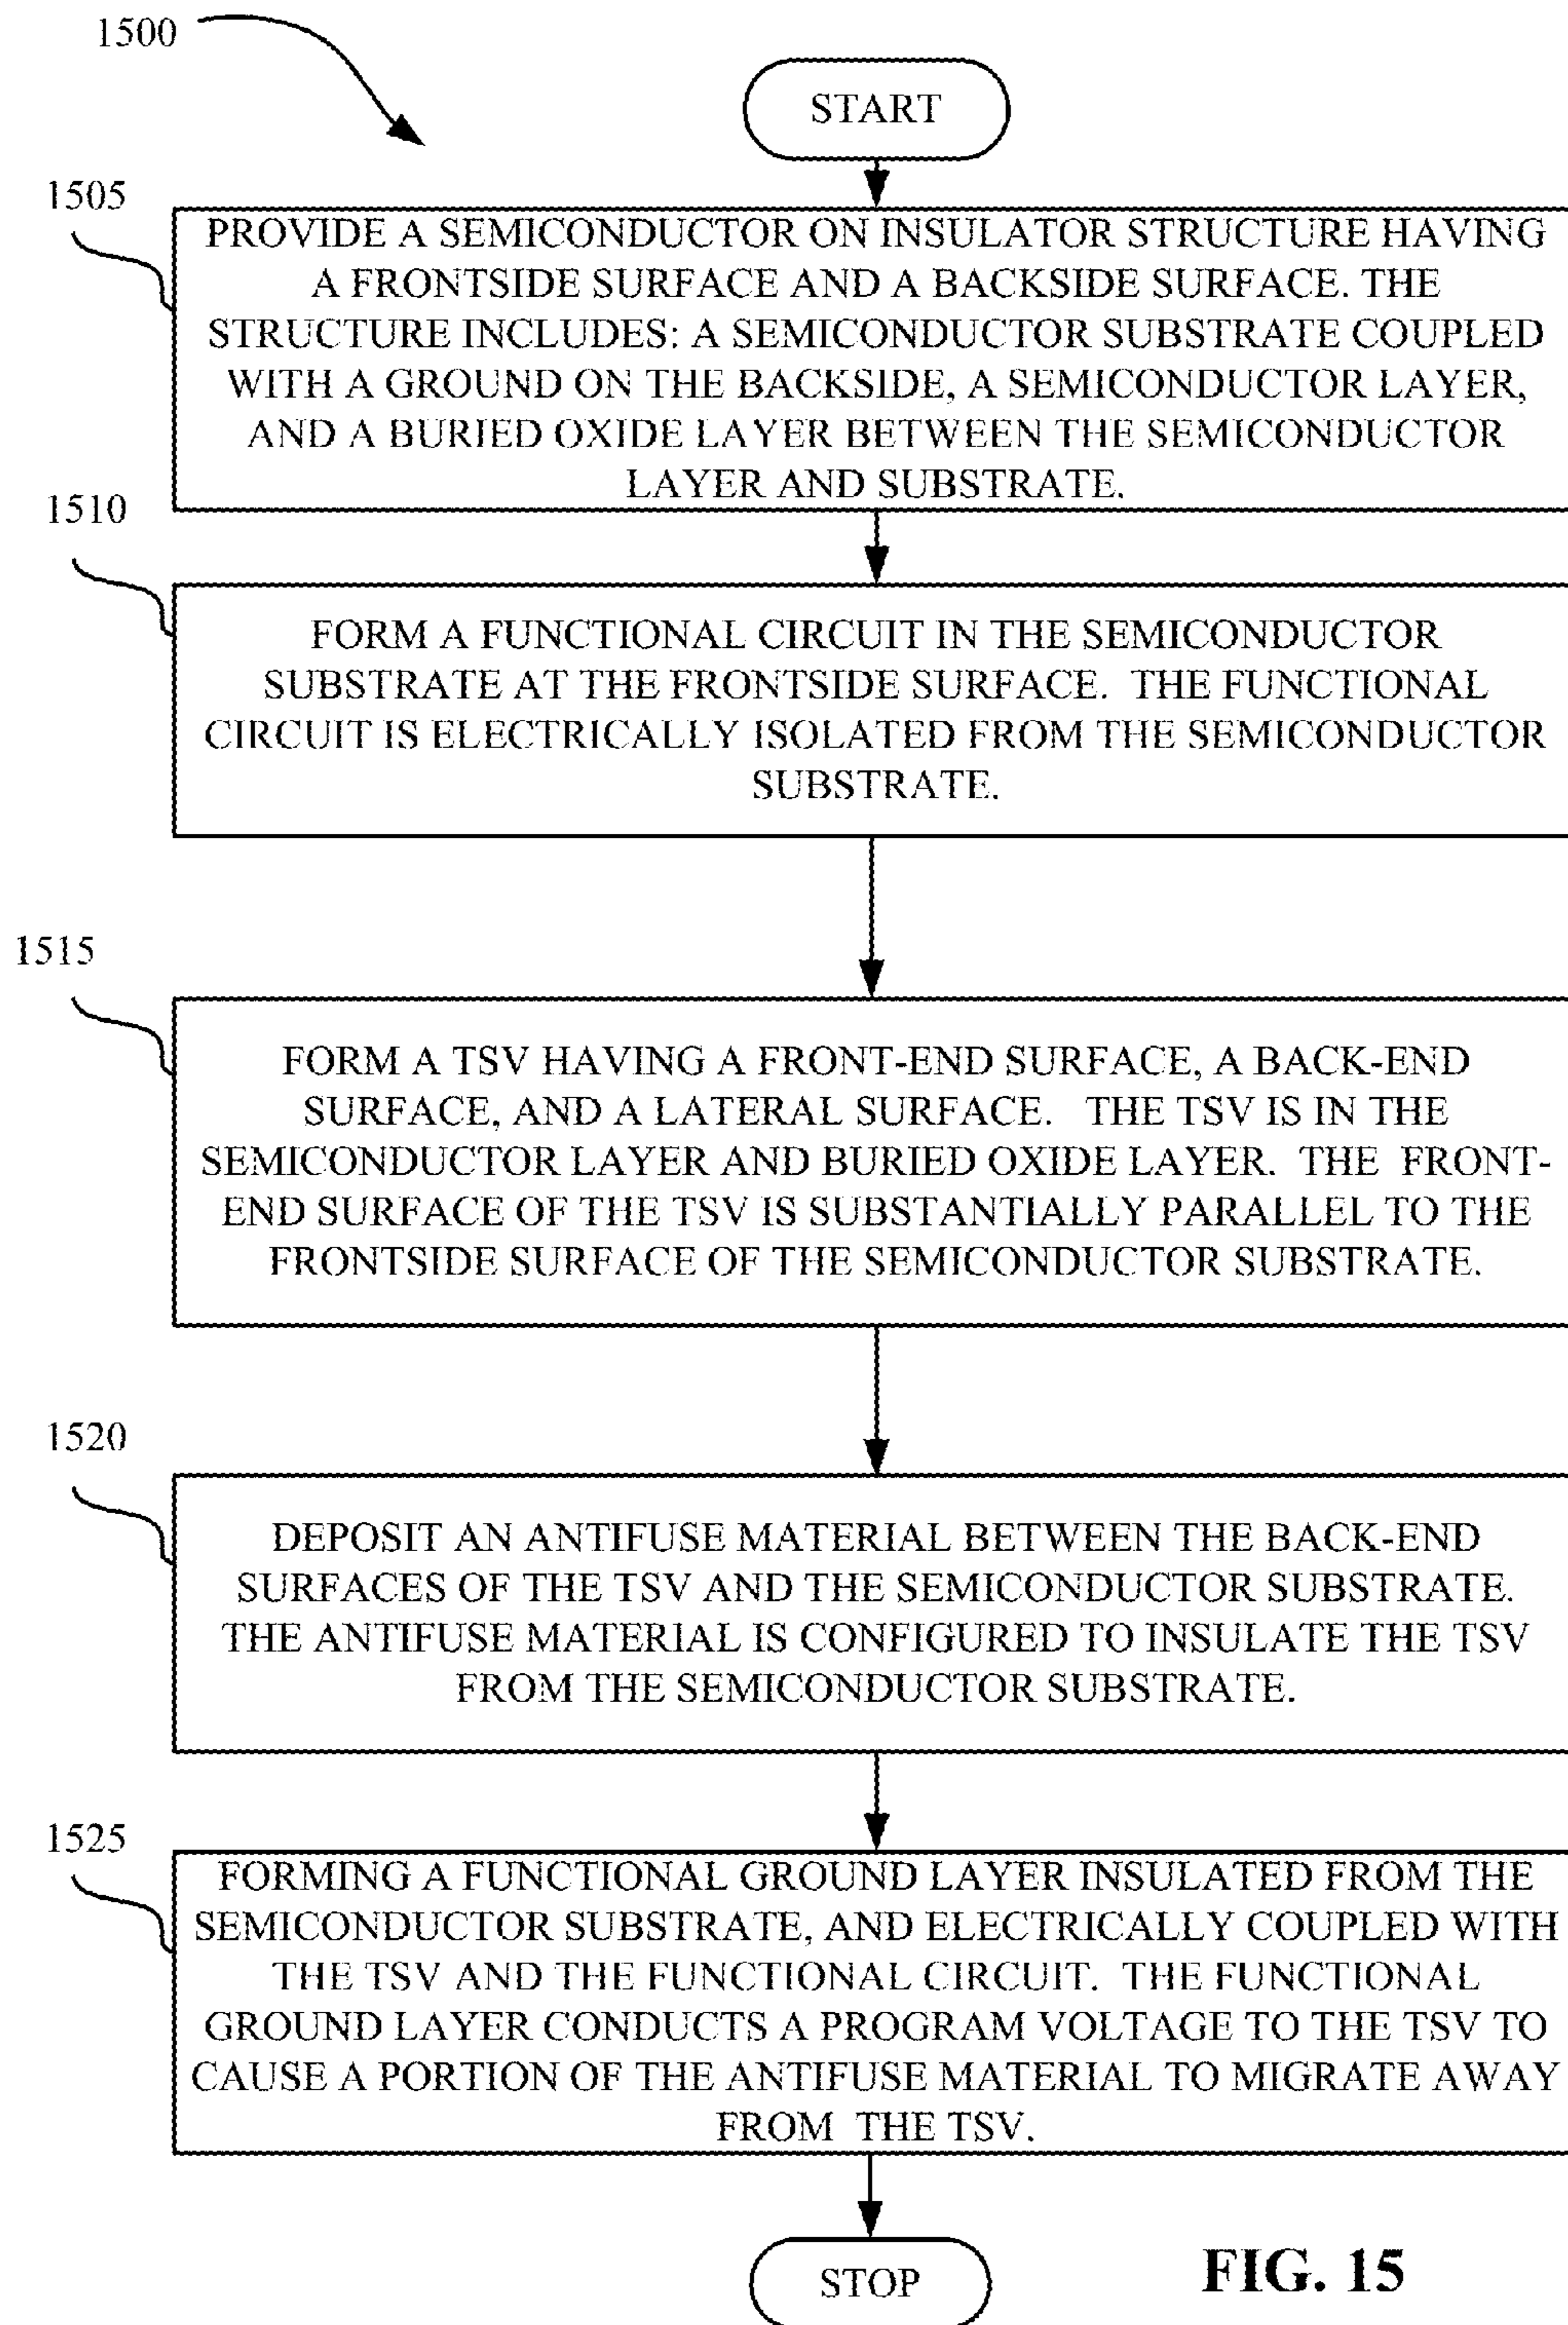 1500
START
1505
PROVIDE A SEMICONDUCTOR ON INSULATOR STRUCTURE HAVING
A FRONTSIDE SURFACE AND A BACKSIDE SURFACE. THE
STRUCTURE INCLUDES: A SEMICONDUCTOR SUBSTRATE COUPLED
WITH A GROUND ON THE BACKSIDE, A SEMICONDUCTOR LAYER,
AND A BURIED OXIDE LAYER BETWEEN THE SEMICONDUCTOR
LAYER AND SUBSTRATE.
1510
FORM A FUNCTIONAL CIRCUIT IN THE SEMICONDUCTOR
SUBSTRATE AT THE FRONTSIDE SURFACE. THE FUNCTIONAL
CIRCUIT IS ELECTRICALLY ISOLATED FROM THE SEMICONDUCTOR
SUBSTRATE.
1515
FORM A TSV HAVING A FRONT-END SURFACE, A BACK-END
SURFACE, AND A LATERAL SURFACE. THE TSV IS IN THE
SEMICONDUCTOR LAYER AND BURIED OXIDE LAYER. THE FRONT-
END SURFACE OF THE TSV IS SUBSTANTIALLY PARALLEL TO THE
FRONTSIDE SURFACE OF THE SEMICONDUCTOR SUBSTRATE.
1520
DEPOSIT AN ANTIFUSE MATERIAL BETWEEN THE BACK-END
SURFACES OF THE TSV AND THE SEMICONDUCTOR SUBSTRATE.
THE ANTIFUSE MATERIAL IS CONFIGURED TO INSULATE THE TSV
FROM THE SEMICONDUCTOR SUBSTRATE.
1525
FORMING A FUNCTIONAL GROUND LAYER INSULATED FROM THE
SEMICONDUCTOR SUBSTRATE, AND ELECTRICALLY COUPLED WITH
THE TSV AND THE FUNCTIONAL CIRCUIT. THE FUNCTIONAL
GROUND LAYER CONDUCTS A PROGRAM VOLTAGE TO THE TSV TO
CAUSE A PORTION OF THE ANTIFUSE MATERIAL TO MIGRATE AWAY
FROM THE TSV.
STOP
FIG. 15